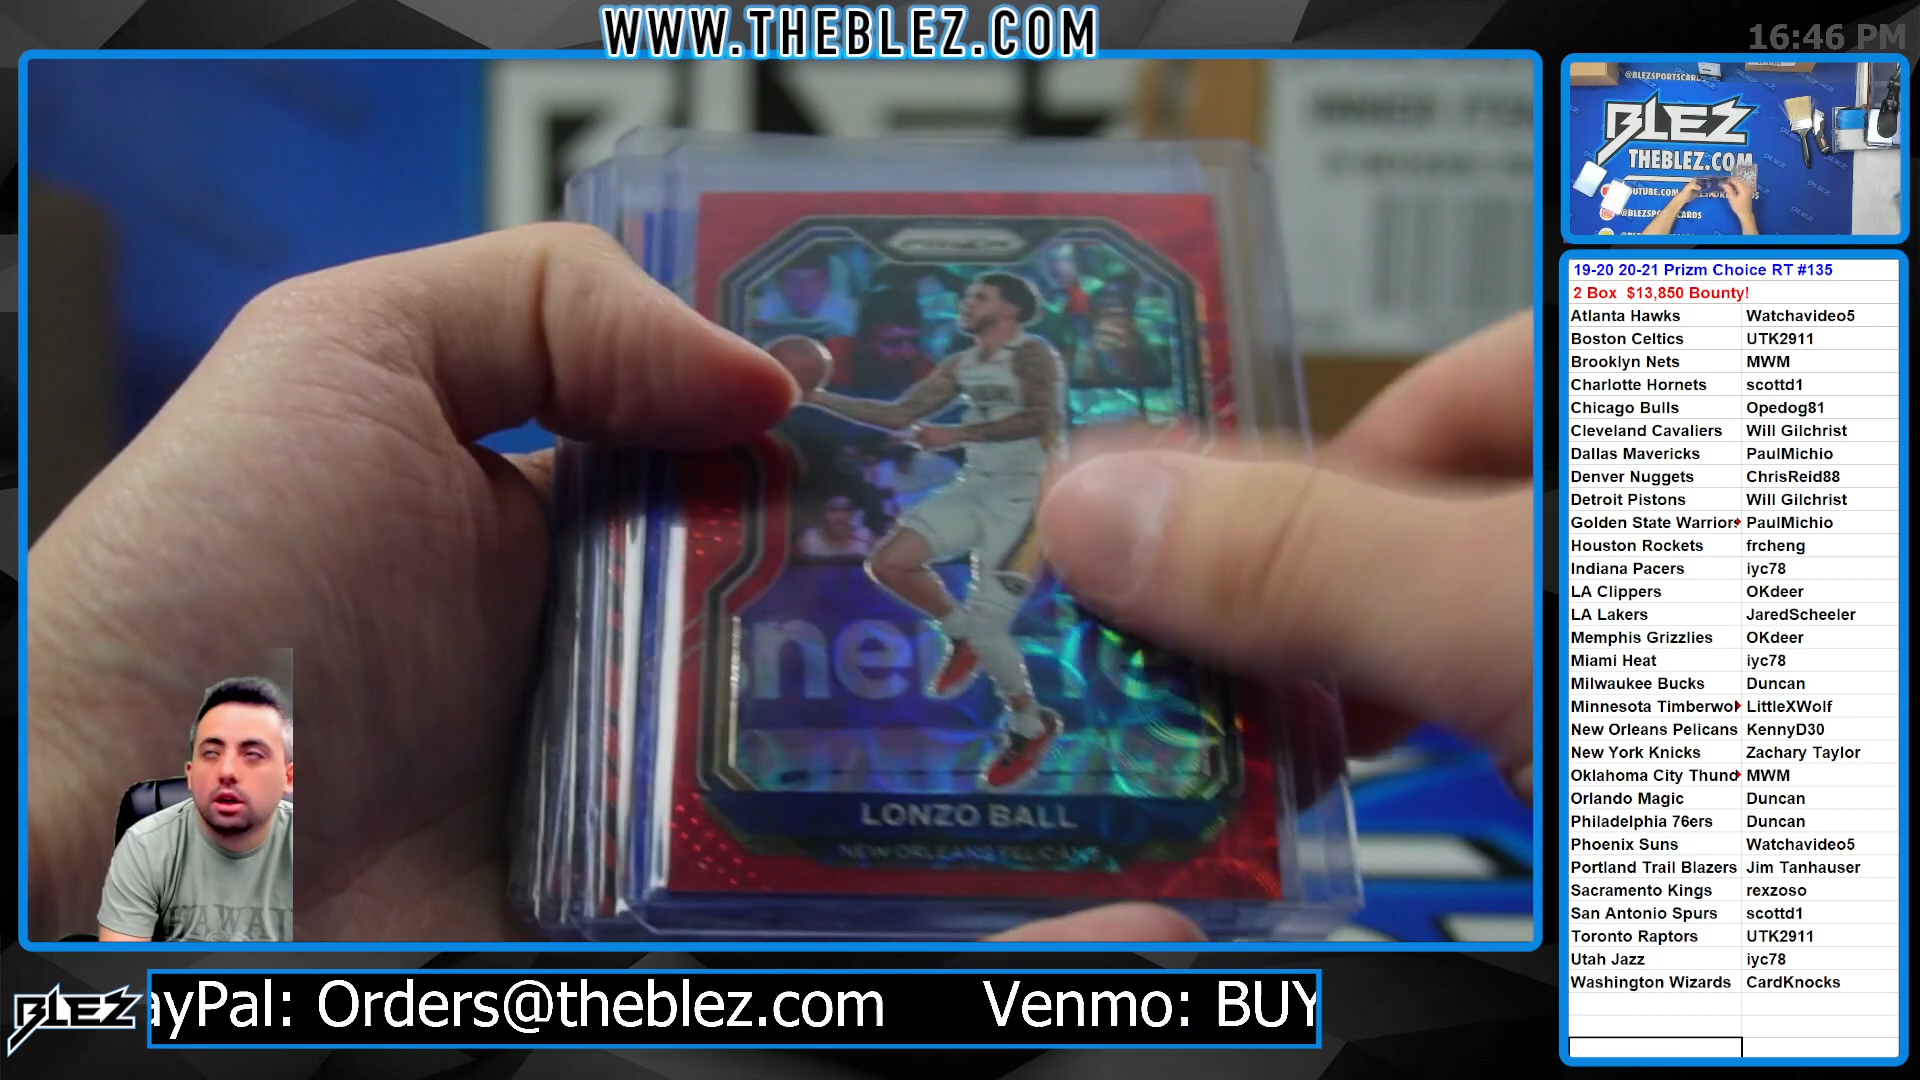 WWW.THEBLEZ.COM
16:46 PM
LONZO BALL
NEW ORLEANS PELICANS
@BLEZSPORTSCARDS
BLEZ
THEBLEZ.COM
19-20 20-21 Prizm Choice RT #135
2 Box $13,850 Bounty!
Atlanta Hawks Watchavideo5
Boston Celtics UTK2911
Brooklyn Nets MWM
Charlotte Hornets scottd1
Chicago Bulls Opedog81
Cleveland Cavaliers Will Gilchrist
Dallas Mavericks PaulMichio
Denver Nuggets ChrisReid88
Detroit Pistons Will Gilchrist
Golden State Warriors PaulMichio
Houston Rockets frcheng
Indiana Pacers iyc78
LA Clippers OKdeer
LA Lakers JaredScheeler
Memphis Grizzlies OKdeer
Miami Heat iyc78
Milwaukee Bucks Duncan
Minnesota Timberwol LittleXWolf
New Orleans Pelicans KennyD30
New York Knicks Zachary Taylor
Oklahoma City Thund MWM
Orlando Magic Duncan
Philadelphia 76ers Duncan
Phoenix Suns Watchavideo5
Portland Trail Blazers Jim Tanhauser
Sacramento Kings rexzoso
San Antonio Spurs scottd1
Toronto Raptors UTK2911
Utah Jazz iyc78
Washington Wizards CardKnocks
BLEZ
ayPal: Orders@theblez.com Venmo: BUY